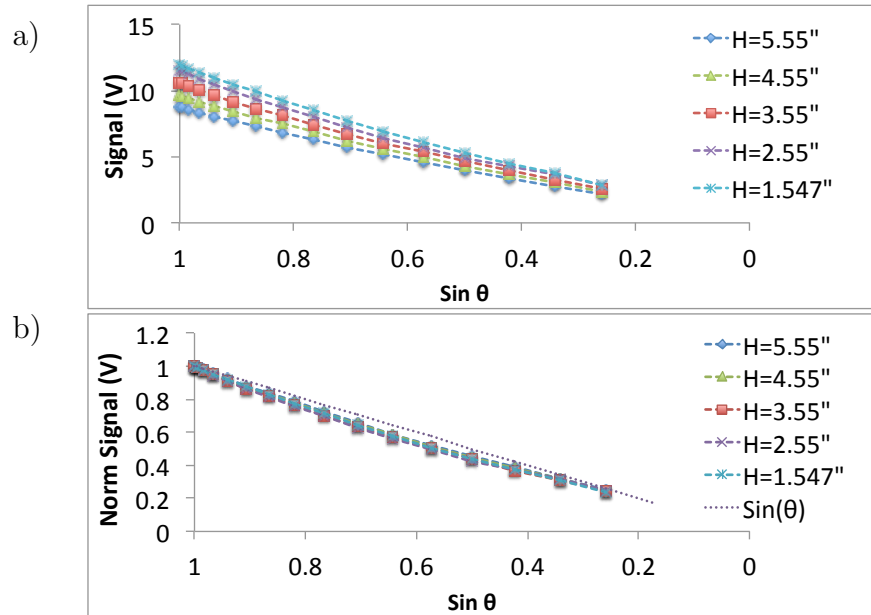 a)
15
10
5
0
Signal (V)
1 0.8 0.6 0.4 0.2 0
Sin θ
H=5.55"
H=4.55"
H=3.55"
H=2.55"
H=1.547"
b)
1.2
1
0.8
0.6
0.4
0.2
0
Norm Signal (V)
1 0.8 0.6 0.4 0.2 0
Sin θ
H=5.55"
H=4.55"
H=3.55"
H=2.55"
H=1.547"
Sin(θ)